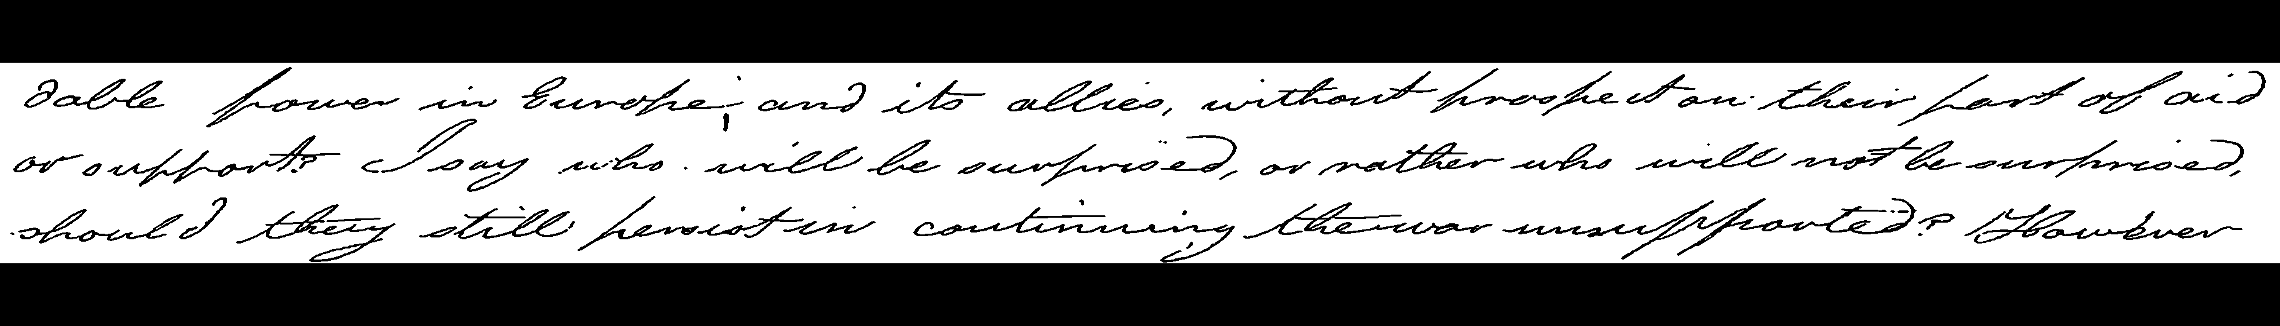 dable power in Europe, and its allies, without prospect on their part of aid
or support? I say who will be surprised, or rather who will not be surprised,
should they still persist in continuing the war unsupported? However